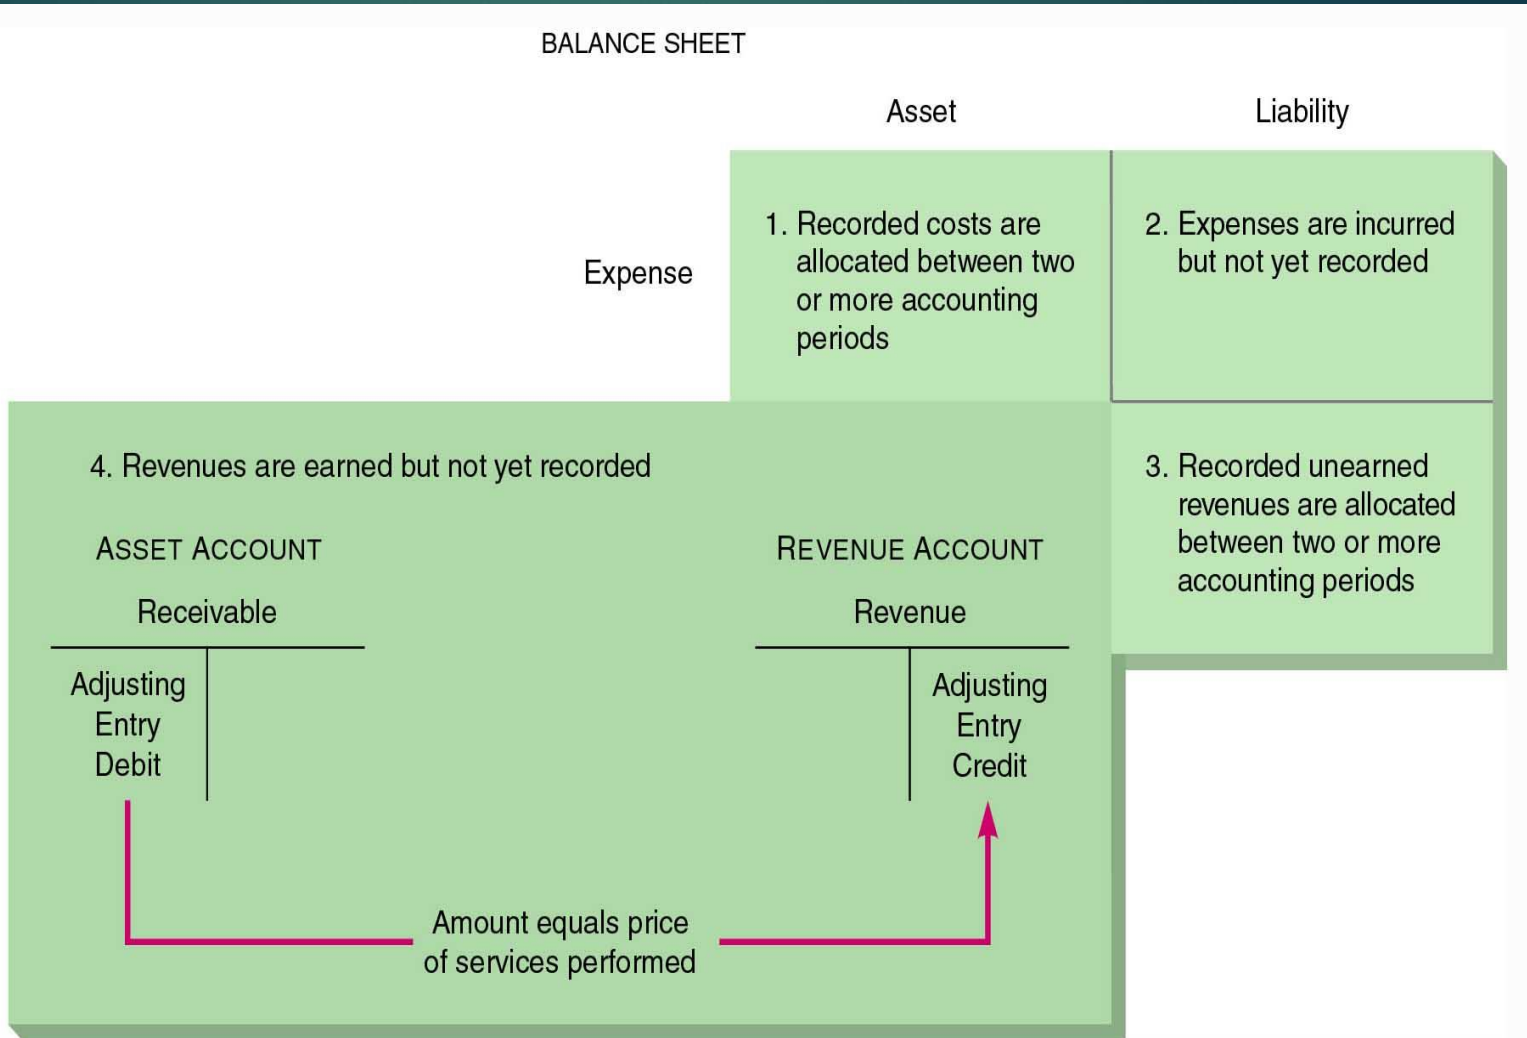 BALANCE SHEET
Asset
Liability
Expense
1. Recorded costs are
allocated between two
or more accounting
periods
2. Expenses are incurred
but not yet recorded
4. Revenues are earned but not yet recorded
3. Recorded unearned
revenues are allocated
between two or more
accounting periods
ASSET ACCOUNT
Receivable
Adjusting
Entry
Debit
REVENUE ACCOUNT
Revenue
Adjusting
Entry
Credit
Amount equals price
of services performed